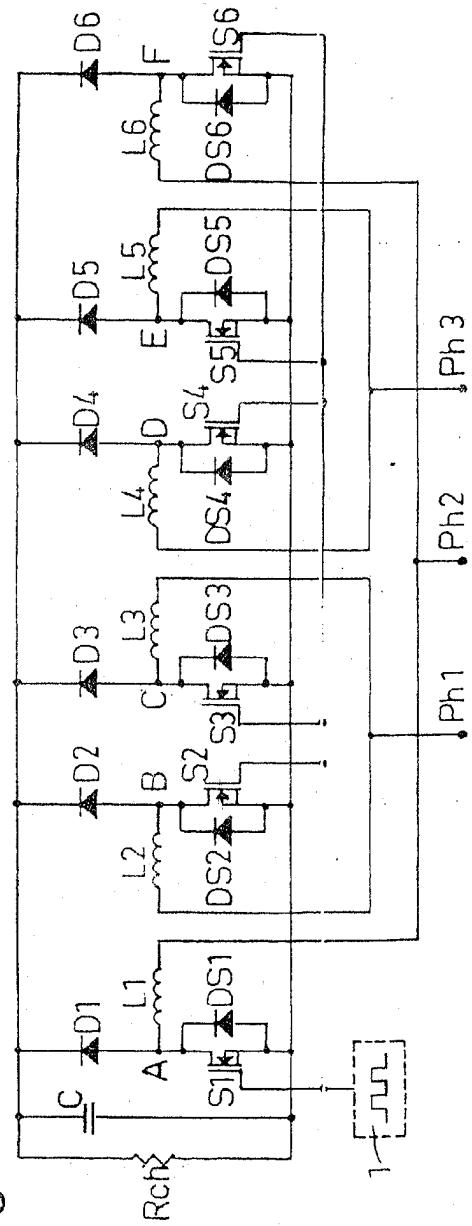 D1 D2 D3 D4 D5 D6
C
A L1 L2 B C L3 L4 D E L5 L6 F
Rch
S1 DS1 DS2 S2 S3 DS3 DS4 S4 S5 DS5 DS6 S6
1
Ph1 Ph2 Ph3